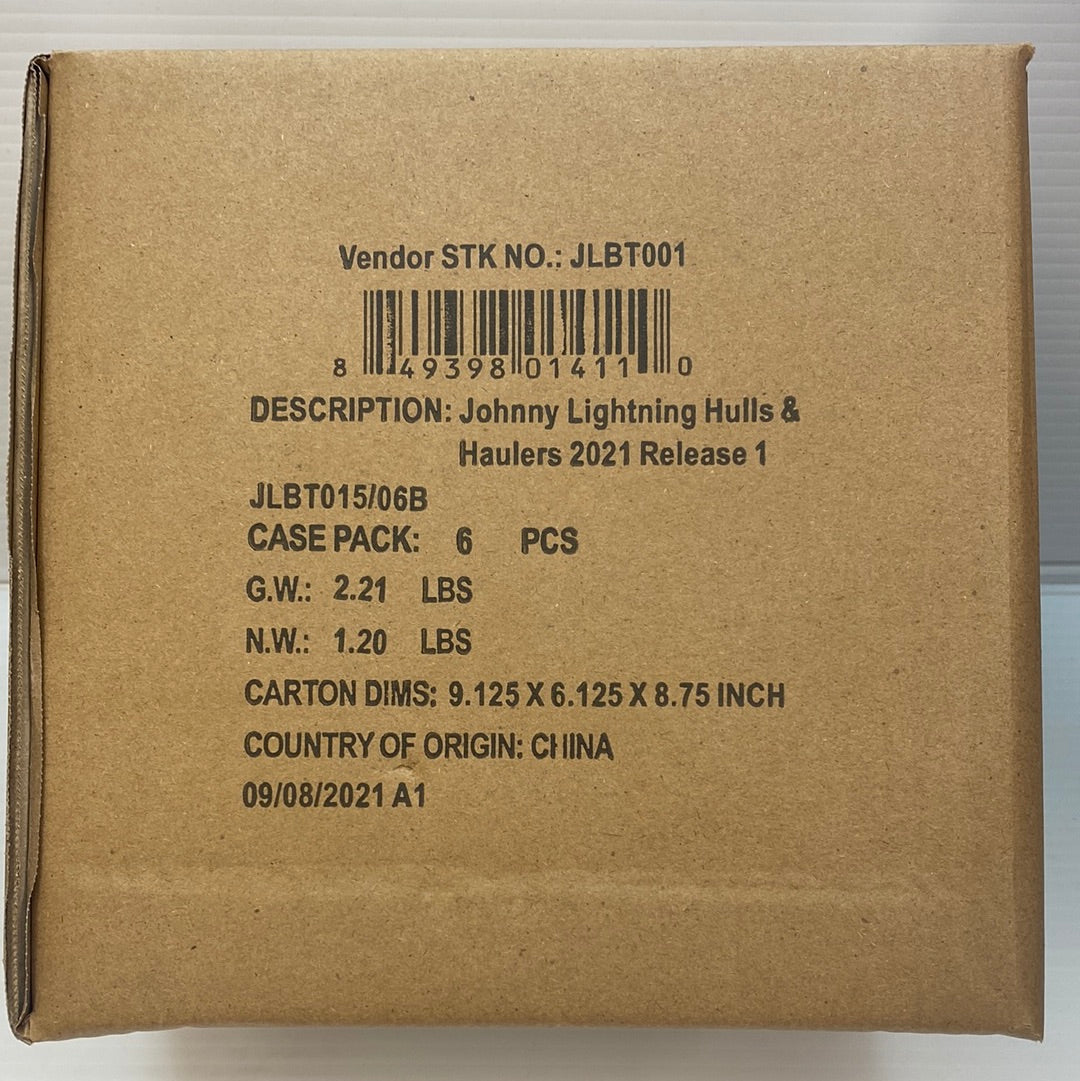 Vendor STK NO.: JLBT001
8 49398 01411 0
DESCRIPTION: Johnny Lightning Hulls &
Haulers 2021 Release 1
JLBT015/06B
CASE PACK: 6 PCS
G.W.: 2.21 LBS
N.W.: 1.20 LBS
CARTON DIMS: 9.125 X 6.125 X 8.75 INCH
COUNTRY OF ORIGIN: CHINA
09/08/2021 A1